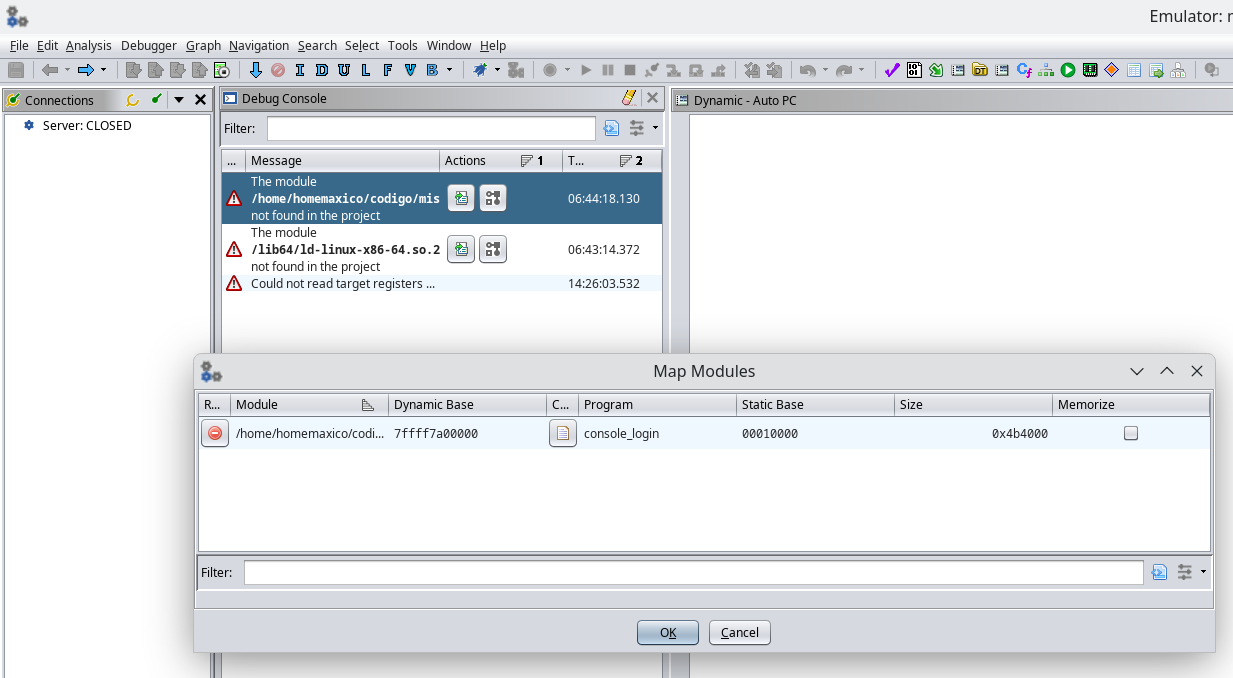 Emulator: r
File Edit Analysis Debugger Graph Navigation Search Select Tools Window Help
I D U L F V B
Connections
Server: CLOSED
Debug Console
Filter:
... Message Actions 1 T... 2
The module
/home/homemaxico/codigo/mis
not found in the project
06:44:18.130
The module
/lib64/ld-linux-x86-64.so.2
not found in the project
06:43:14.372
Could not read target registers ... 14:26:03.532
Dynamic - Auto PC
Map Modules
R... Module Dynamic Base C... Program Static Base Size Memorize
/home/homemaxico/codi... 7ffff7a00000 console_login 00010000 0x4b4000
Filter:
OK Cancel